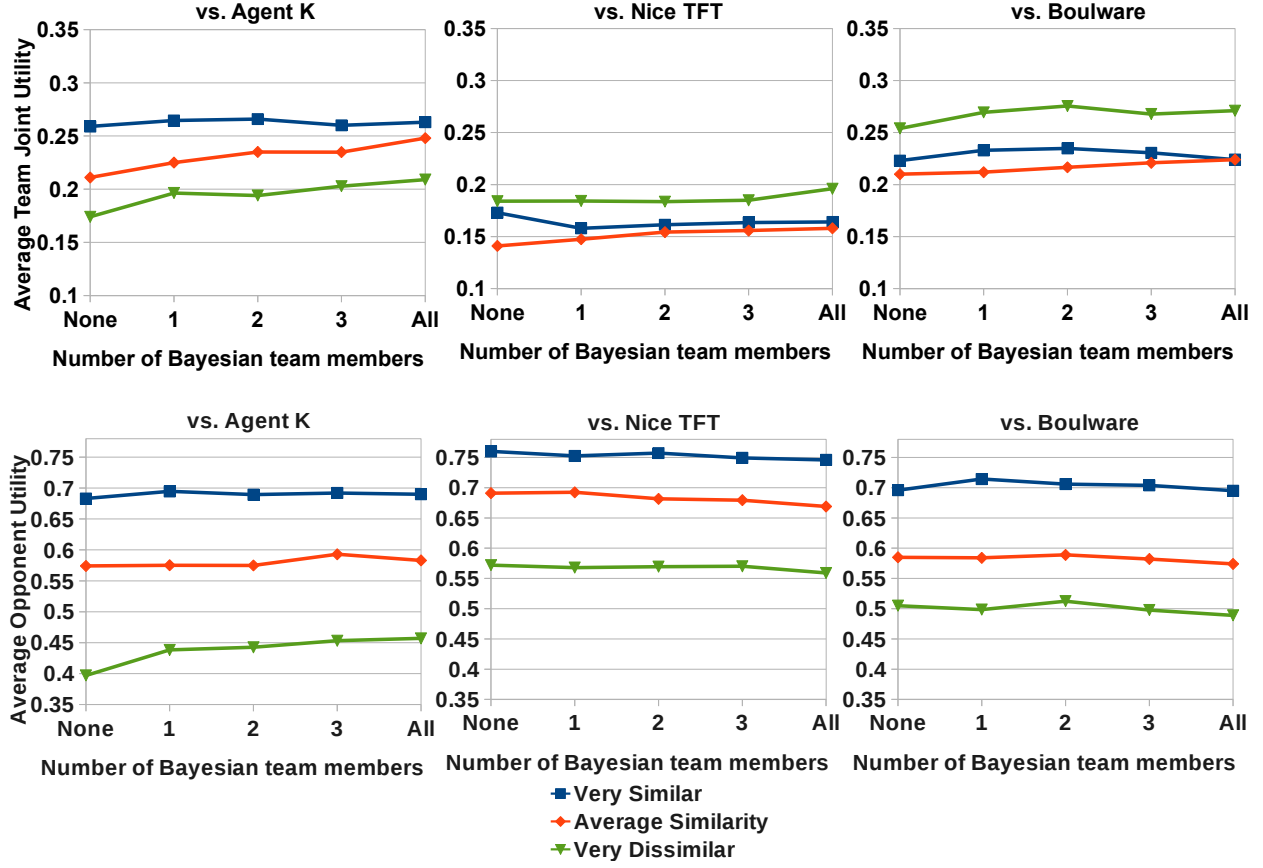 vs. Agent K
vs. Nice TFT
vs. Boulware
Average Team Joint Utility
0.35
0.3
0.25
0.2
0.15
0.1
None
1
2
3
All
Number of Bayesian team members
0.35
0.3
0.25
0.2
0.15
0.1
None
1
2
3
All
Number of Bayesian team members
0.35
0.3
0.25
0.2
0.15
0.1
None
1
2
3
All
Number of Bayesian team members
vs. Agent K
vs. Nice TFT
vs. Boulware
Average Opponent Utility
0.75
0.7
0.65
0.6
0.55
0.5
0.45
0.4
0.35
None
1
2
3
All
Number of Bayesian team members
0.75
0.7
0.65
0.6
0.55
0.5
0.45
0.4
0.35
None
1
2
3
All
Number of Bayesian team members
0.75
0.7
0.65
0.6
0.55
0.5
0.45
0.4
0.35
None
1
2
3
All
Number of Bayesian team members
Very Similar
Average Similarity
Very Dissimilar